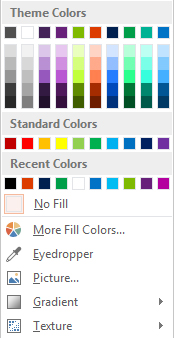 Theme Colors
Standard Colors
Recent Colors
No Fill
More Fill Colors...
Eyedropper
Picture...
Gradient
Texture